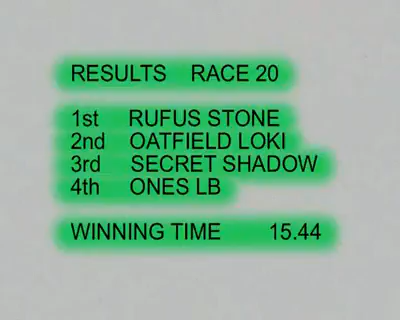 RESULTS RACE 20
1st RUFUS STONE
2nd OATFIELD LOKI
3rd SECRET SHADOW
4th ONES LB
WINNING TIME 15.44